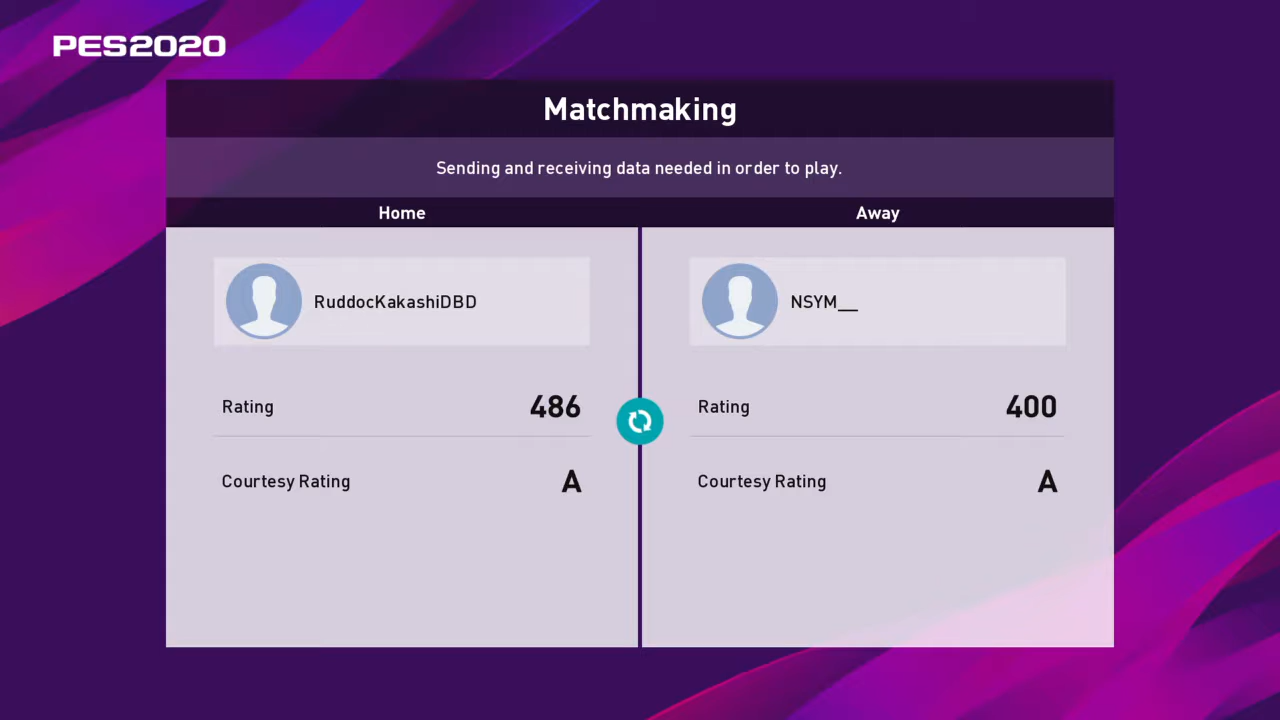 PES2020
Matchmaking
Sending and receiving data needed in order to play.
Home
Away
RuddocKakashiDBD
NSYM__
Rating 486
Rating 400
Courtesy Rating A
Courtesy Rating A